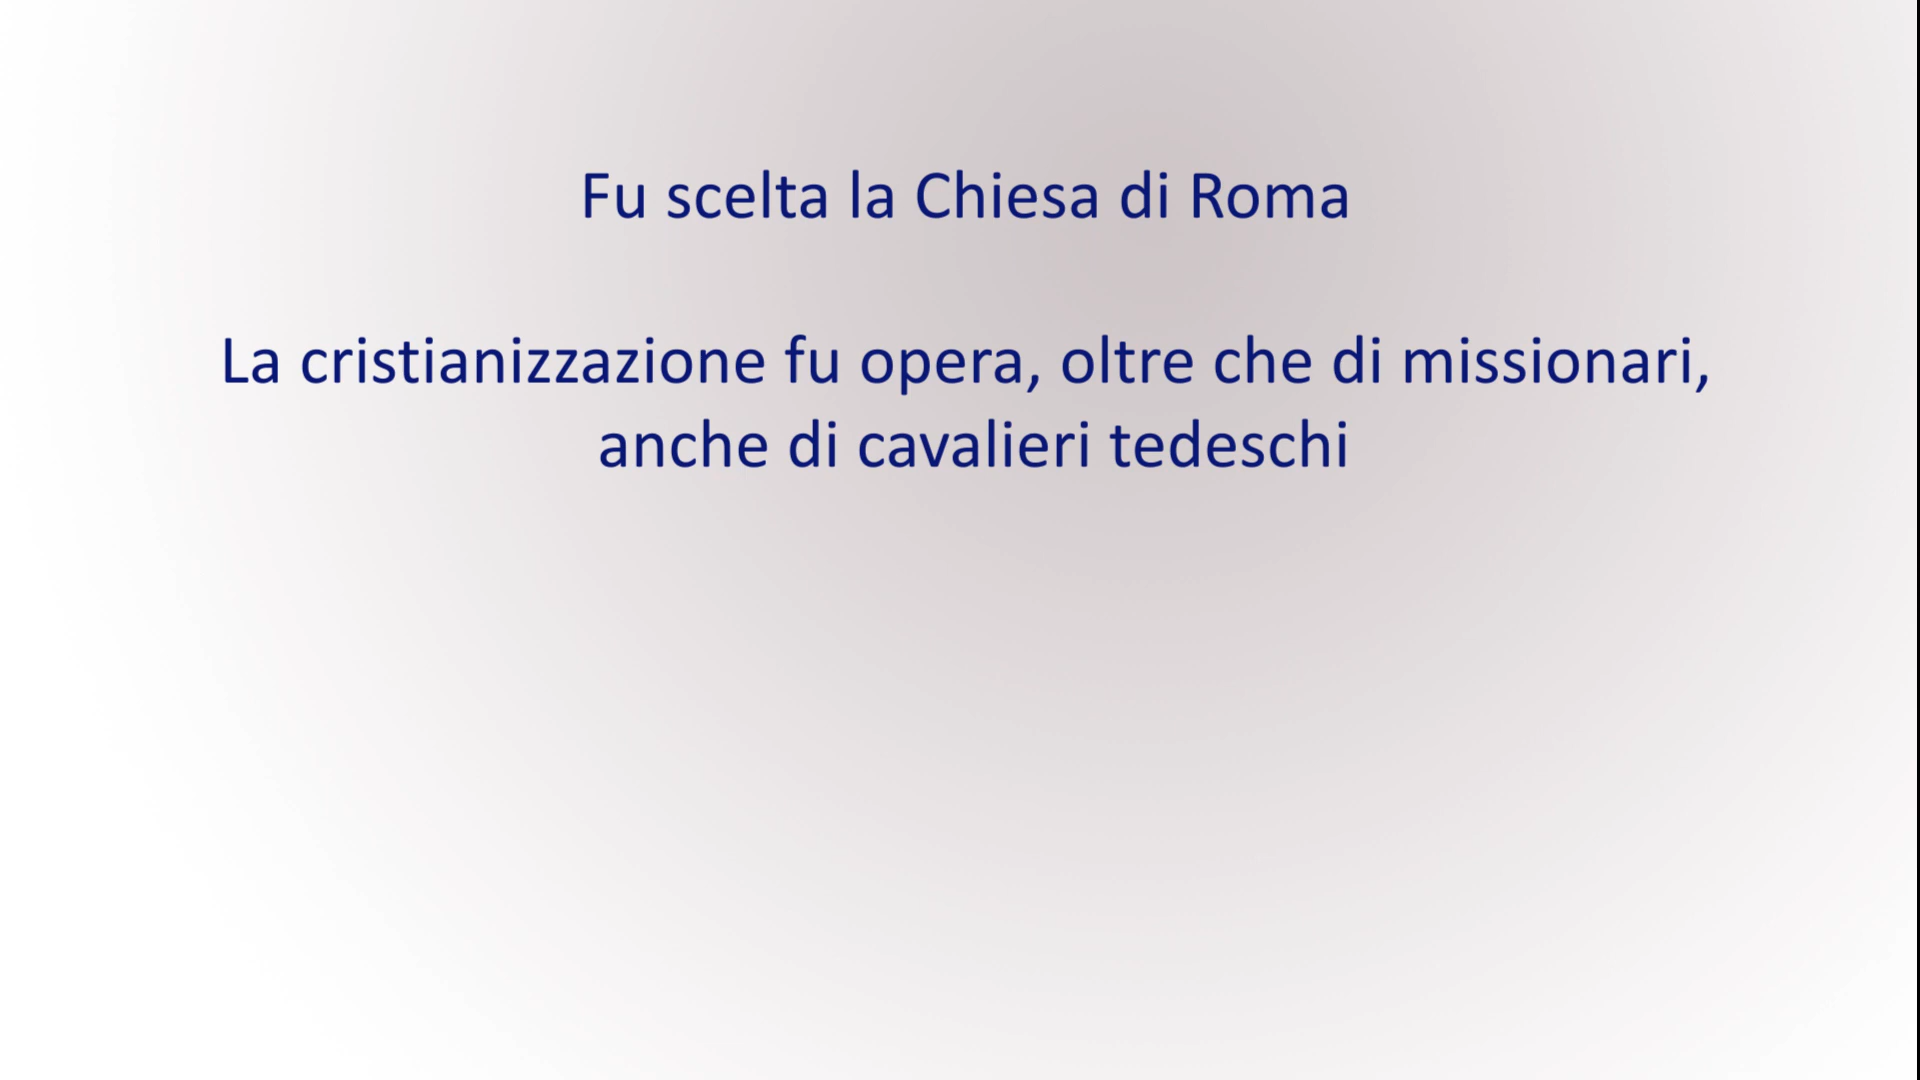 Fu scelta la Chiesa di Roma
La cristianizzazione fu opera, oltre che di missionari,
anche di cavalieri tedeschi